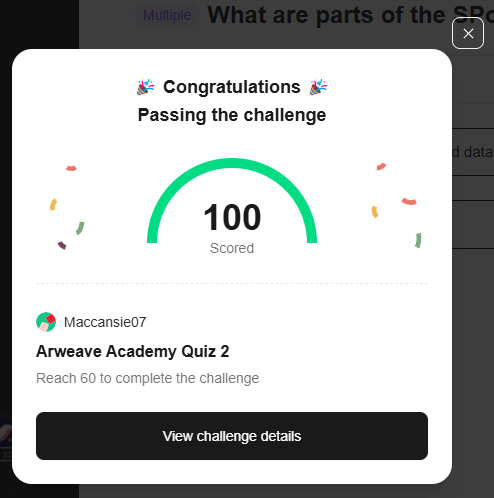 Multiple What are parts of the SPo
Congratulations
Passing the challenge
d data
100
Scored
Maccansie07
Arweave Academy Quiz 2
Reach 60 to complete the challenge
View challenge details